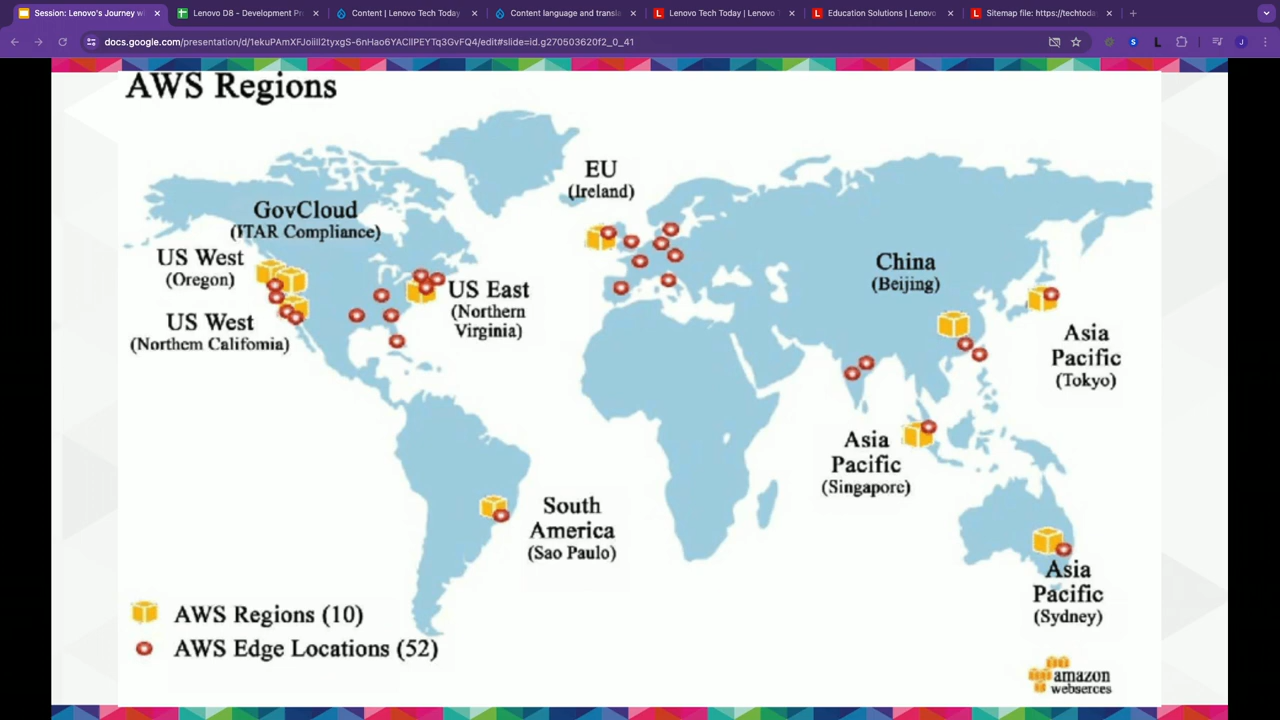 Session: Lenovo's Journey w
Lenovo D8 – Development Pr
Content | Lenovo Tech Today
Content language and transla
Lenovo Tech Today | Lenovo T
Education Solutions | Lenovo
Sitemap file: https://techtoda
docs.google.com/presentation/d/1ekuPAmXFJoiiIl2tyxgS-6nHao6YAClIPEYTq3GvFQ4/edit#slide=id.g270503620f2_0_41
AWS Regions
EU
(Ireland)
GovCloud
(ITAR Compliance)
US West
(Oregon)
US West
(Northern California)
US East
(Northern
Virginia)
China
(Beijing)
Asia
Pacific
(Tokyo)
Asia
Pacific
(Singapore)
South
America
(Sao Paulo)
Asia
Pacific
(Sydney)
AWS Regions (10)
AWS Edge Locations (52)
amazon
webserces